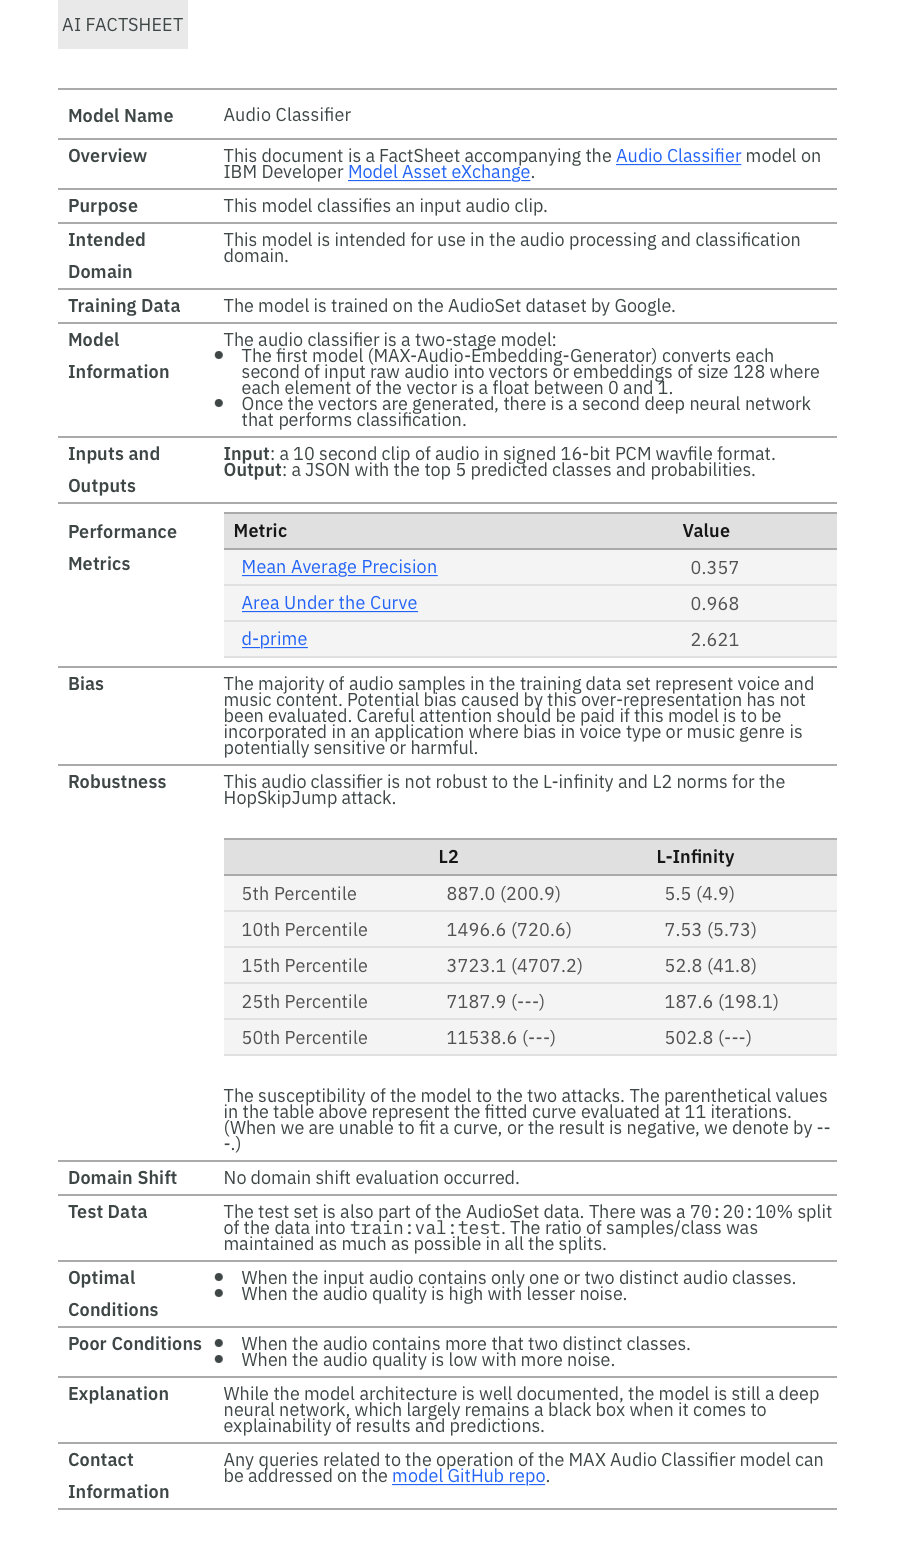 AI FACTSHEET
Model Name
Audio Classifier
Overview
This document is a FactSheet accompanying the Audio Classifier model on
IBM Developer Model Asset eXchange.
Purpose
This model classifies an input audio clip.
Intended
Domain
This model is intended for use in the audio processing and classification
domain.
Training Data
The model is trained on the AudioSet dataset by Google.
Model
Information
The audio classifier is a two-stage model:
● The first model (MAX-Audio-Embedding-Generator) converts each
second of input raw audio into vectors or embeddings of size 128 where
each element of the vector is a float between 0 and 1.
● Once the vectors are generated, there is a second deep neural network
that performs classification.
Inputs and
Outputs
Input: a 10 second clip of audio in signed 16-bit PCM wavfile format.
Output: a JSON with the top 5 predicted classes and probabilities.
Performance
Metrics
Metric Value
Mean Average Precision 0.357
Area Under the Curve 0.968
d-prime 2.621
Bias
The majority of audio samples in the training data set represent voice and
music content. Potential bias caused by this over-representation has not
been evaluated. Careful attention should be paid if this model is to be
incorporated in an application where bias in voice type or music genre is
potentially sensitive or harmful.
Robustness
This audio classifier is not robust to the L-infinity and L2 norms for the
HopSkipJump attack.
L2 L-Infinity
5th Percentile 887.0 (200.9) 5.5 (4.9)
10th Percentile 1496.6 (720.6) 7.53 (5.73)
15th Percentile 3723.1 (4707.2) 52.8 (41.8)
25th Percentile 7187.9 (---) 187.6 (198.1)
50th Percentile 11538.6 (---) 502.8 (---)
The susceptibility of the model to the two attacks. The parenthetical values
in the table above represent the fitted curve evaluated at 11 iterations.
(When we are unable to fit a curve, or the result is negative, we denote by --
-.)
Domain Shift
No domain shift evaluation occurred.
Test Data
The test set is also part of the AudioSet data. There was a 70:20:10% split
of the data into train:val:test. The ratio of samples/class was
maintained as much as possible in all the splits.
Optimal
Conditions
● When the input audio contains only one or two distinct audio classes.
● When the audio quality is high with lesser noise.
Poor Conditions
● When the audio contains more that two distinct classes.
● When the audio quality is low with more noise.
Explanation
While the model architecture is well documented, the model is still a deep
neural network, which largely remains a black box when it comes to
explainability of results and predictions.
Contact
Information
Any queries related to the operation of the MAX Audio Classifier model can
be addressed on the model GitHub repo.